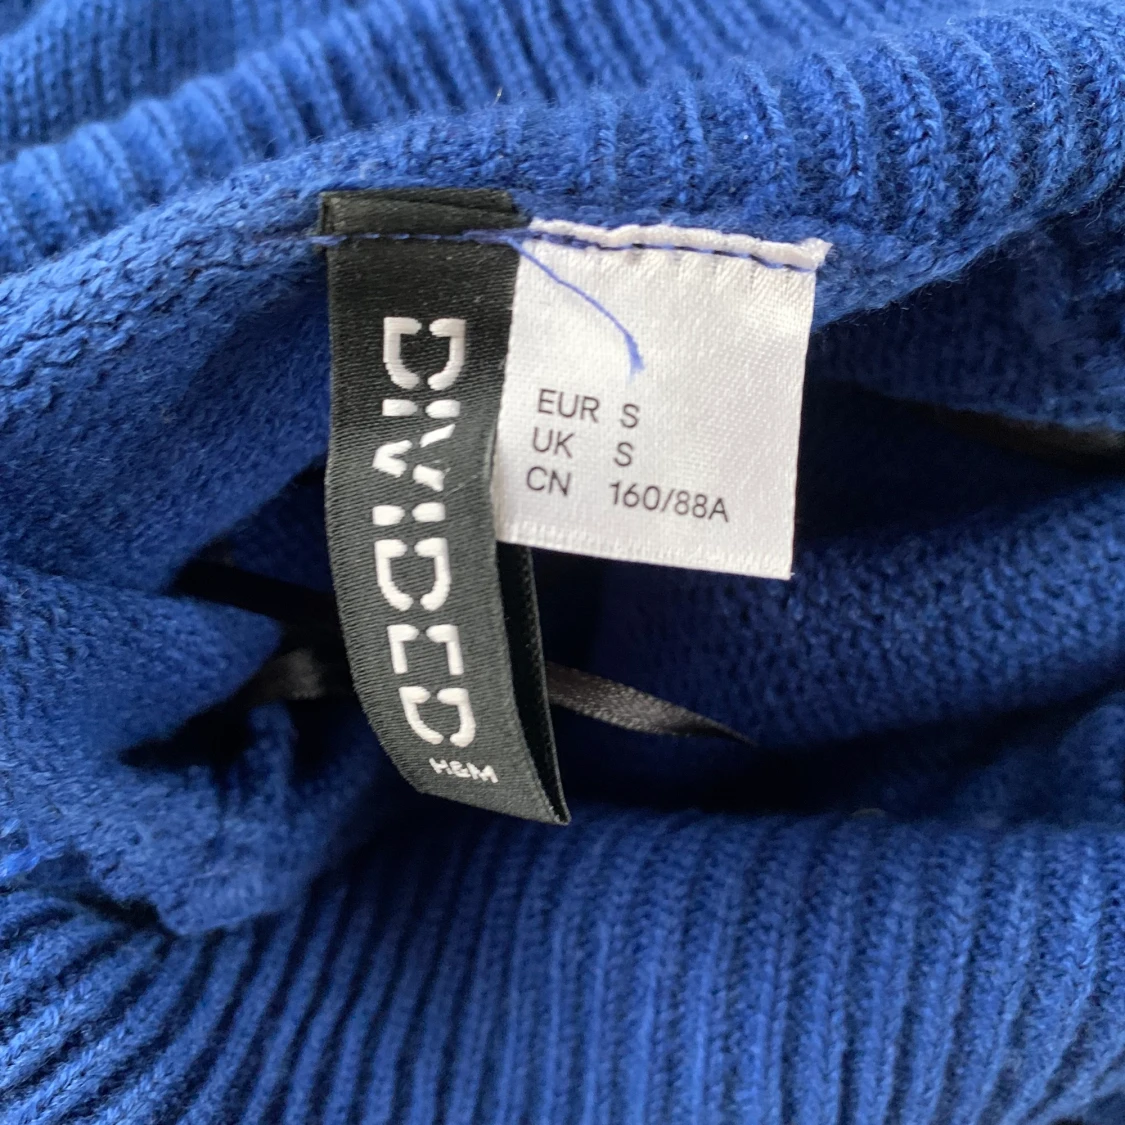 DIVIDED
H&M
EUR S
UK S
CN 160/88A